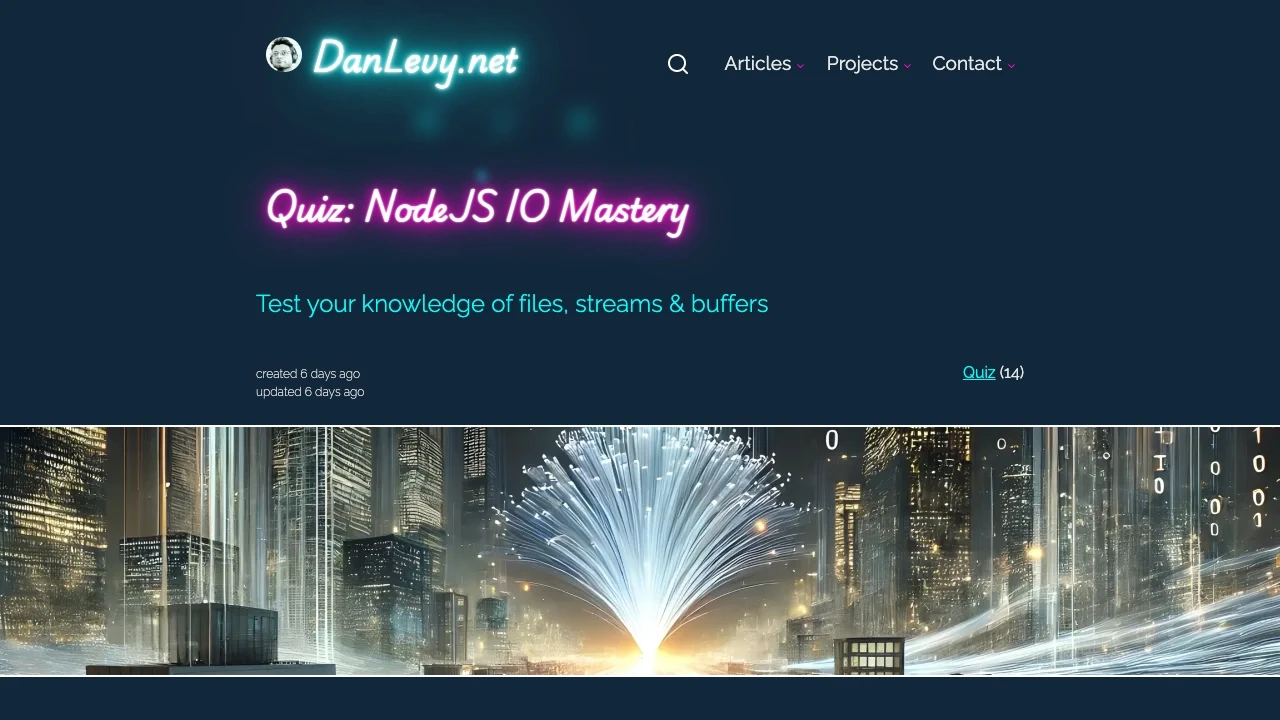 DanLevy.net
Articles
Projects
Contact
Quiz: NodeJS IO Mastery
Test your knowledge of files, streams & buffers
created 6 days ago
updated 6 days ago
Quiz (14)